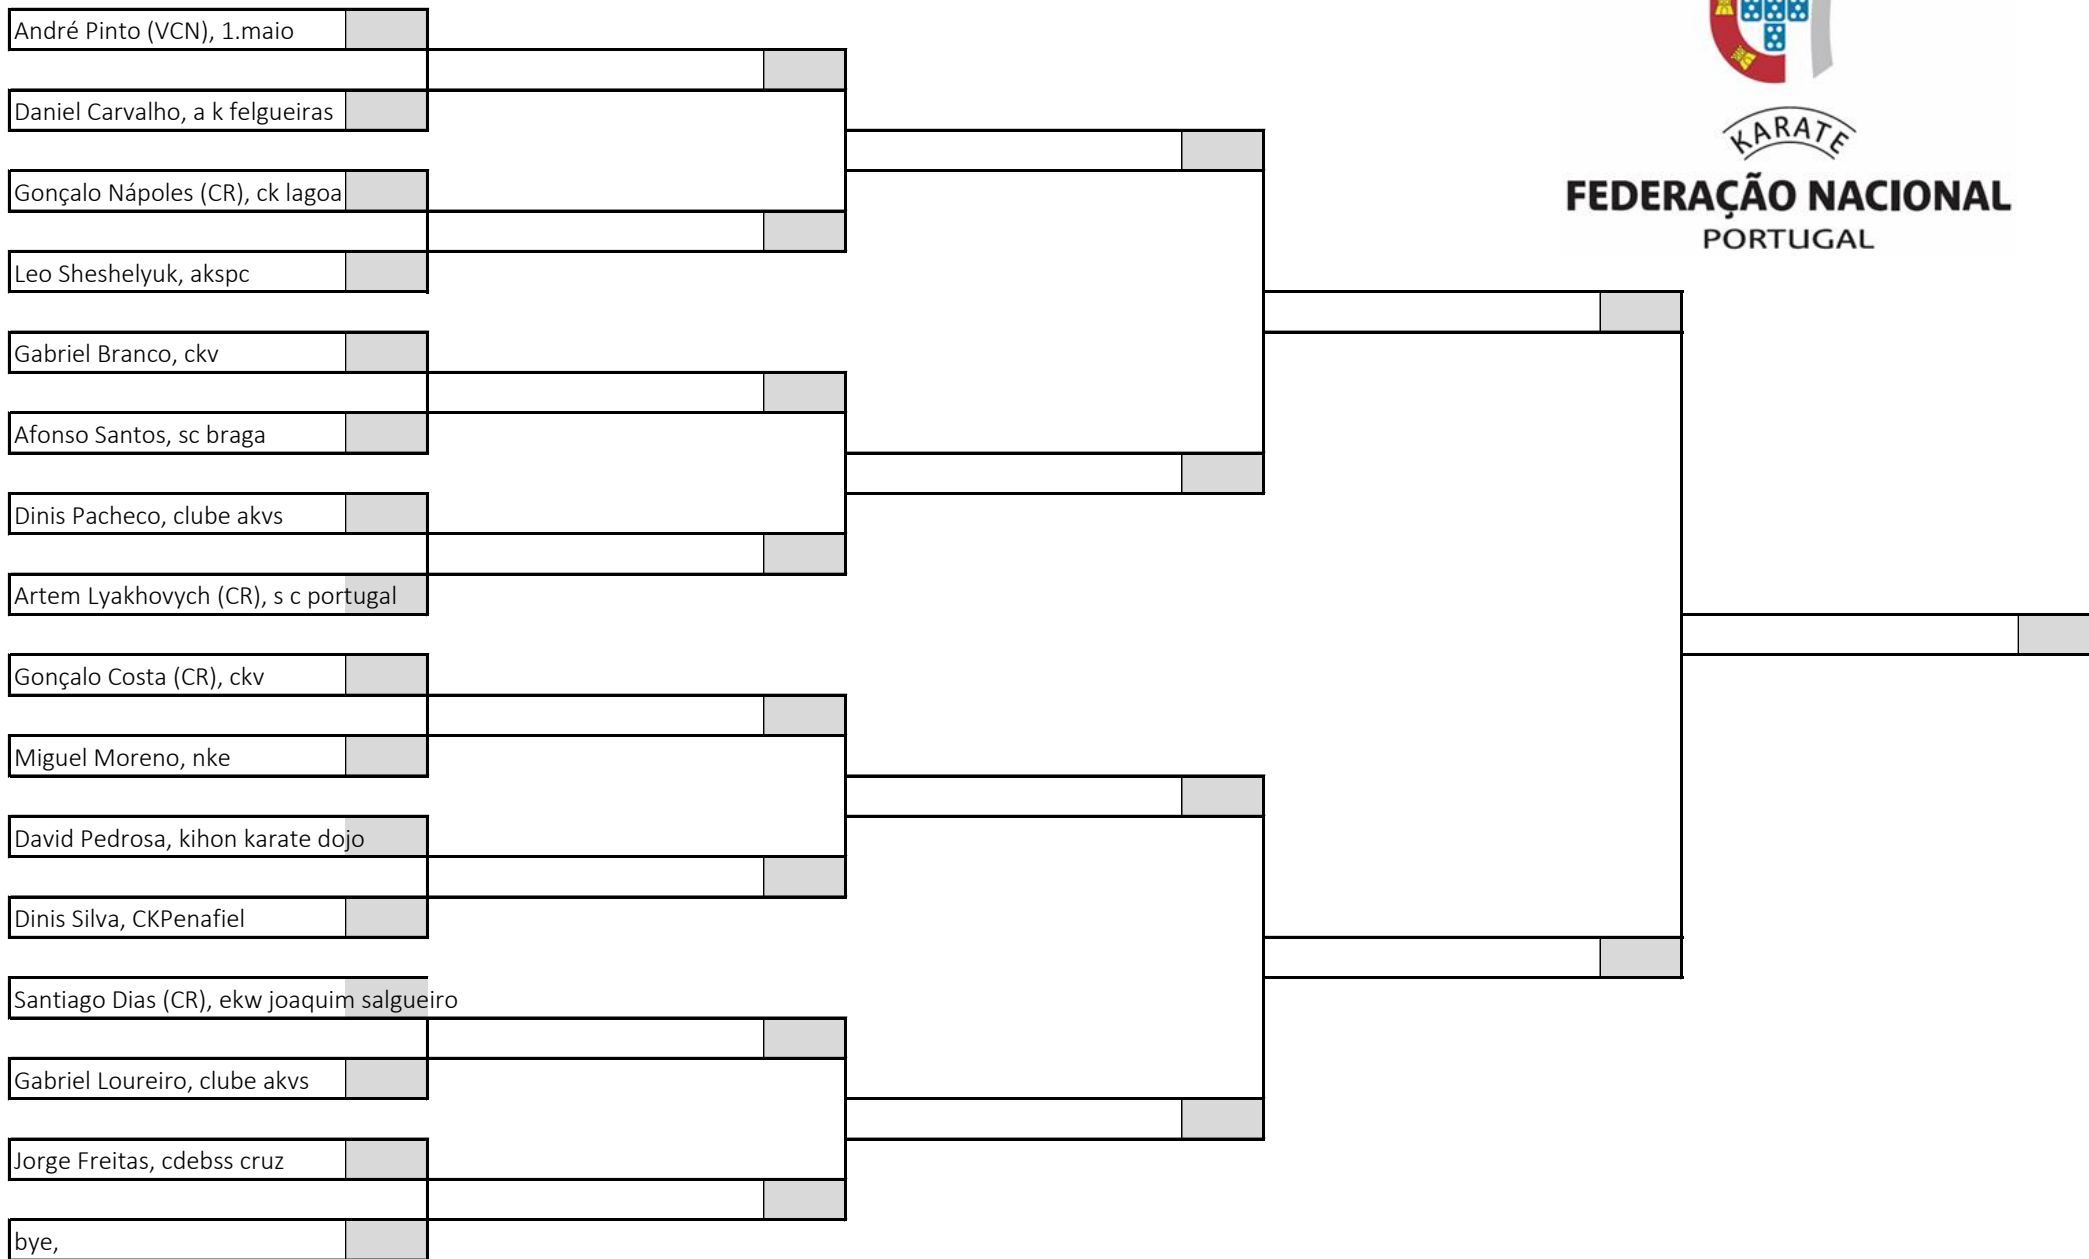 André Pinto (VCN), 1.maio
Daniel Carvalho, a k felgueiras
KARATE
FEDERAÇÃO NACIONAL
PORTUGAL
Gonçalo Nápoles (CR), ck lagoa
Leo Sheshelyuk, akspc
Gabriel Branco, ckv
Afonso Santos, sc braga
Dinis Pacheco, clube akvs
Artem Lyakhovych (CR), s c portugal
Gonçalo Costa (CR), ckv
Miguel Moreno, nke
David Pedrosa, kihon karate dojo
Dinis Silva, CKPenafiel
Santiago Dias (CR), ekw joaquim salgueiro
Gabriel Loureiro, clube akvs
Jorge Freitas, cdebss cruz
bye,